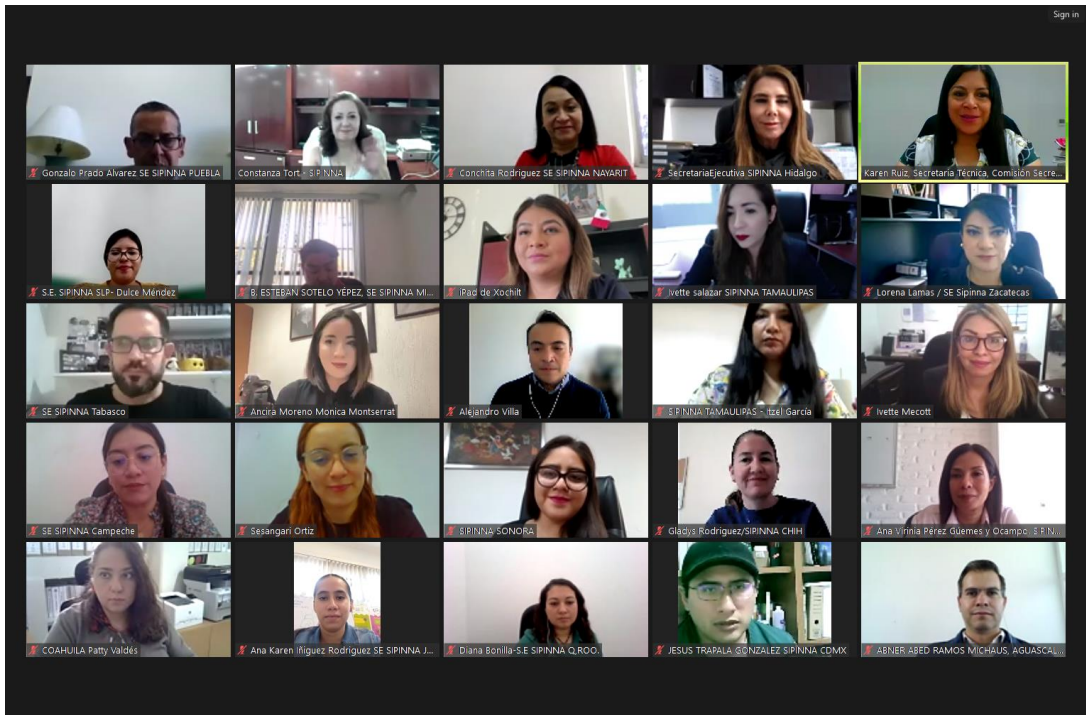 Sign in
Gonzalo Prado Alvarez SE SIPINNA PUEBLA
Constanza Tort - SIPINNA
Conchita Rodriguez SE SIPINNA NAYARIT
SecretariaEjecutiva SIPINNA Hidalgo
Karen Ruiz, Secretaria Técnica, Comisión Secre...
S.E. SIPINNA SLP- Dulce Méndez
B. ESTEBAN SOTELO YÉPEZ, SE SIPINNA MI...
iPad de Xochilt
Ivette salazar SIPINNA TAMAULIPAS
Lorena Lamas / SE Sipinna Zacatecas
SE SIPINNA Tabasco
Ancira Moreno Monica Montserrat
Alejandro Villa
SIPINNA TAMAULIPAS - Itzel García
Ivette Mecott
SE SIPINNA Campeche
Sesangari Ortiz
SIPINNA SONORA
Gladys Rodríguez/SIPINNA CHIH
Ana Virinia Pérez Güemes y Ocampo. SIPIN...
COAHUILA Patty Valdés
Ana Karen Iñiguez Rodríguez SE SIPINNA J...
Diana Bonilla-S.E SIPINNA Q.ROO.
JESUS TRAPALA GONZALEZ SIPINNA CDMX
ABNER ABED RAMOS MICHAUS, AGUASCAL...